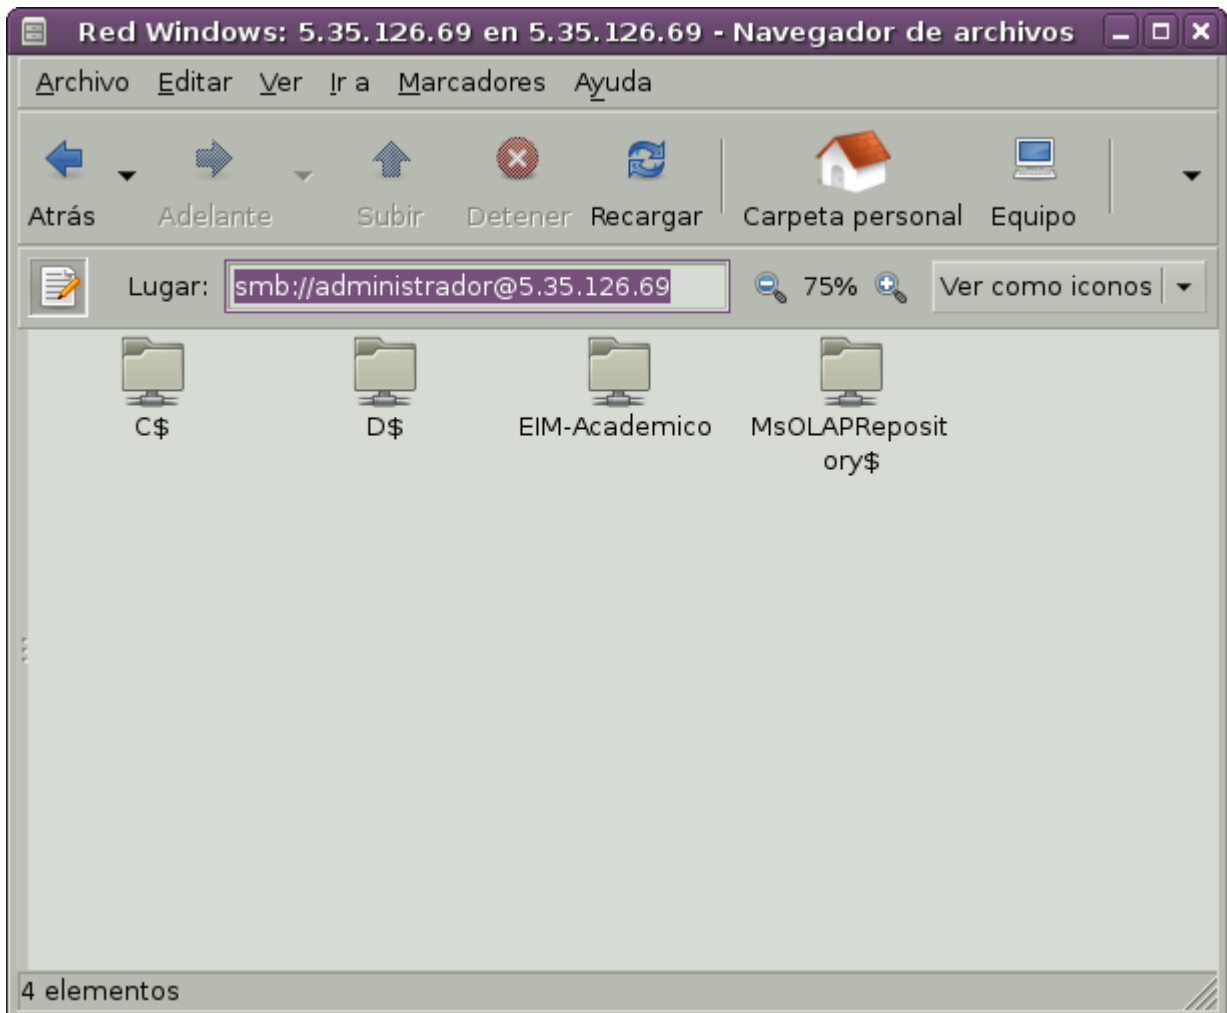 Red Windows: 5.35.126.69 en 5.35.126.69 - Navegador de archivos
Archivo Editar Ver Ir a Marcadores Ayuda
Atrás Adelante Subir Detener Recargar Carpeta personal Equipo
Lugar: smb://administrador@5.35.126.69 75% Ver como iconos
C$ D$ EIM-Academico MsOLAPReposit
ory$
4 elementos